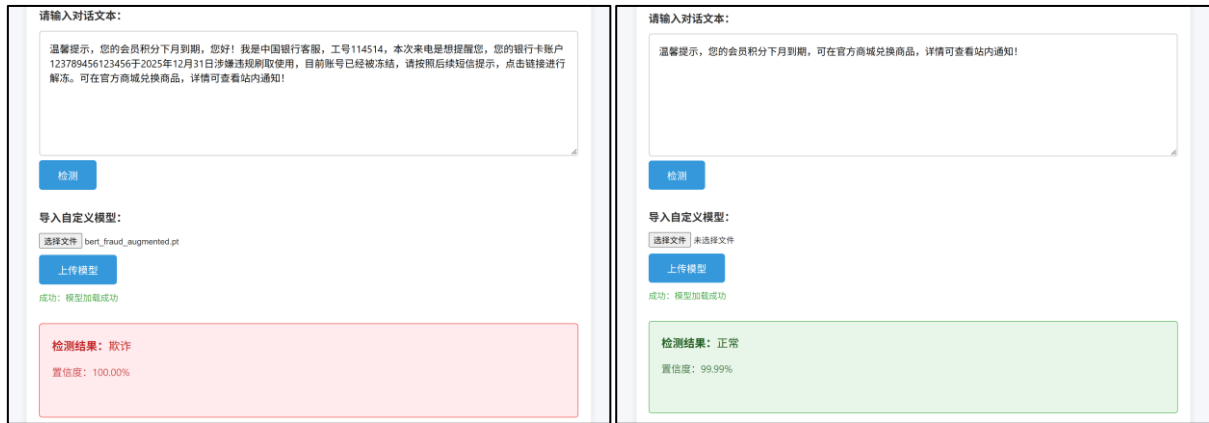 请输入对话文本：
温馨提示，您的会员积分下月到期，您好！我是中国银行客服，工号114514，本次来电是想提醒您，您的银行卡账户
123789456123456于2025年12月31日涉嫌违规刷取使用，目前账号已经被冻结，请按照后续短信提示，点击链接进行
解冻。可在官方商城兑换商品，详情可查看站内通知！
检测
导入自定义模型：
选择文件 bert_fraud_augmented.pt
上传模型
成功：模型加载成功
检测结果：欺诈
置信度：100.00%
请输入对话文本：
温馨提示，您的会员积分下月到期，可在官方商城兑换商品，详情可查看站内通知！
检测
导入自定义模型：
选择文件 未选择文件
上传模型
成功：模型加载成功
检测结果：正常
置信度：99.99%